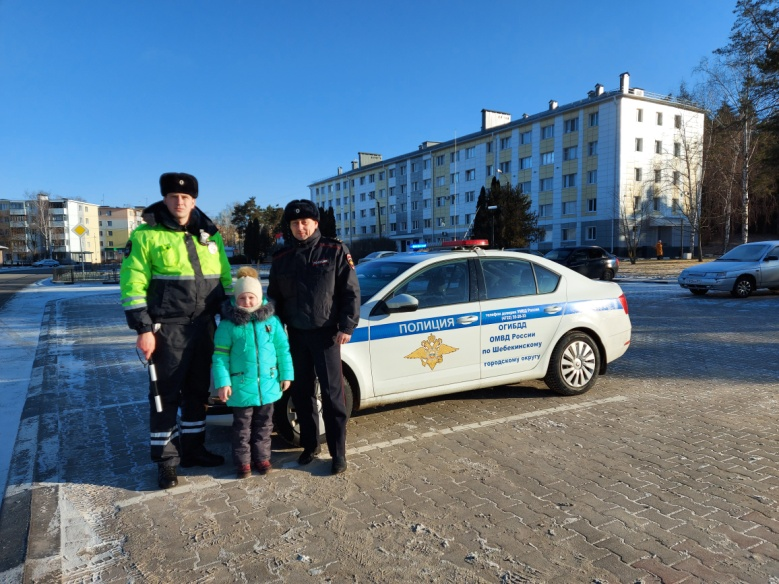 ПОЛИЦИЯ
ОГИБДД
ОМВД России
по Шебекинскому
городскому округу